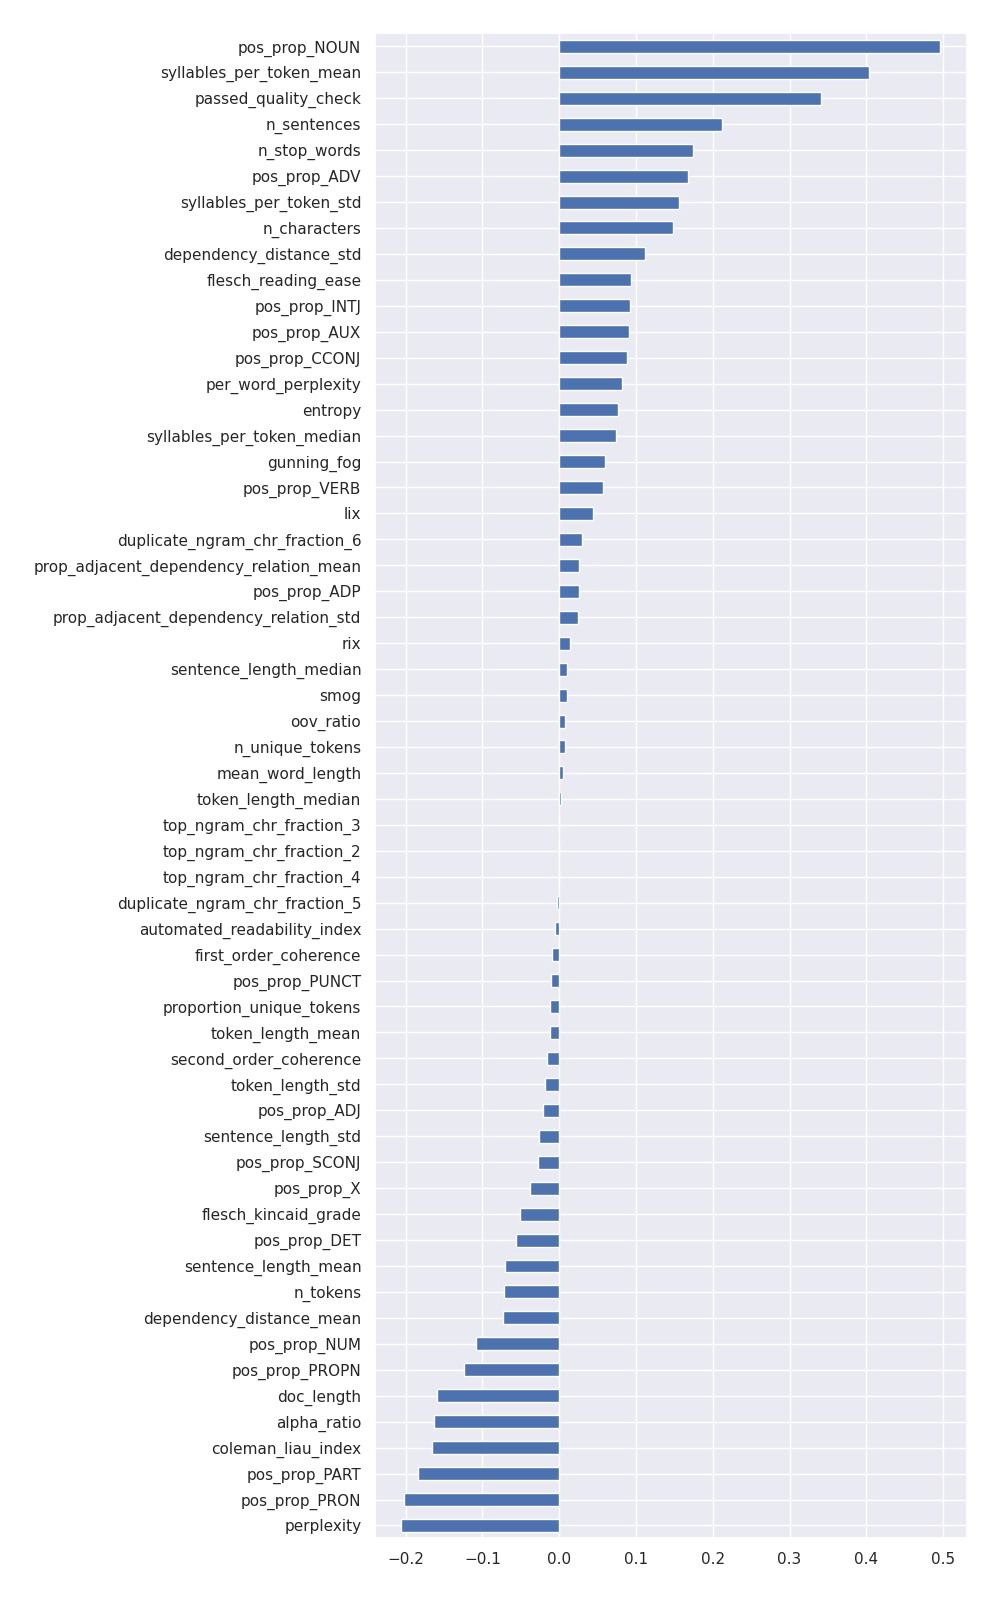 pos_prop_NOUN
syllables_per_token_mean
passed_quality_check
n_sentences
n_stop_words
pos_prop_ADV
syllables_per_token_std
n_characters
dependency_distance_std
flesch_reading_ease
pos_prop_INTJ
pos_prop_AUX
pos_prop_CCONJ
per_word_perplexity
entropy
syllables_per_token_median
gunning_fog
pos_prop_VERB
lix
duplicate_ngram_chr_fraction_6
prop_adjacent_dependency_relation_mean
pos_prop_ADP
prop_adjacent_dependency_relation_std
rix
sentence_length_median
smog
oov_ratio
n_unique_tokens
mean_word_length
token_length_median
top_ngram_chr_fraction_3
top_ngram_chr_fraction_2
top_ngram_chr_fraction_4
duplicate_ngram_chr_fraction_5
automated_readability_index
first_order_coherence
pos_prop_PUNCT
proportion_unique_tokens
token_length_mean
second_order_coherence
token_length_std
pos_prop_ADJ
sentence_length_std
pos_prop_SCONJ
pos_prop_X
flesch_kincaid_grade
pos_prop_DET
sentence_length_mean
n_tokens
dependency_distance_mean
pos_prop_NUM
pos_prop_PROPN
doc_length
alpha_ratio
coleman_liau_index
pos_prop_PART
pos_prop_PRON
perplexity
−0.2 −0.1 0.0 0.1 0.2 0.3 0.4 0.5